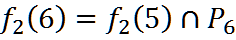 f₂(6) = f₂(5) ∩ P₆